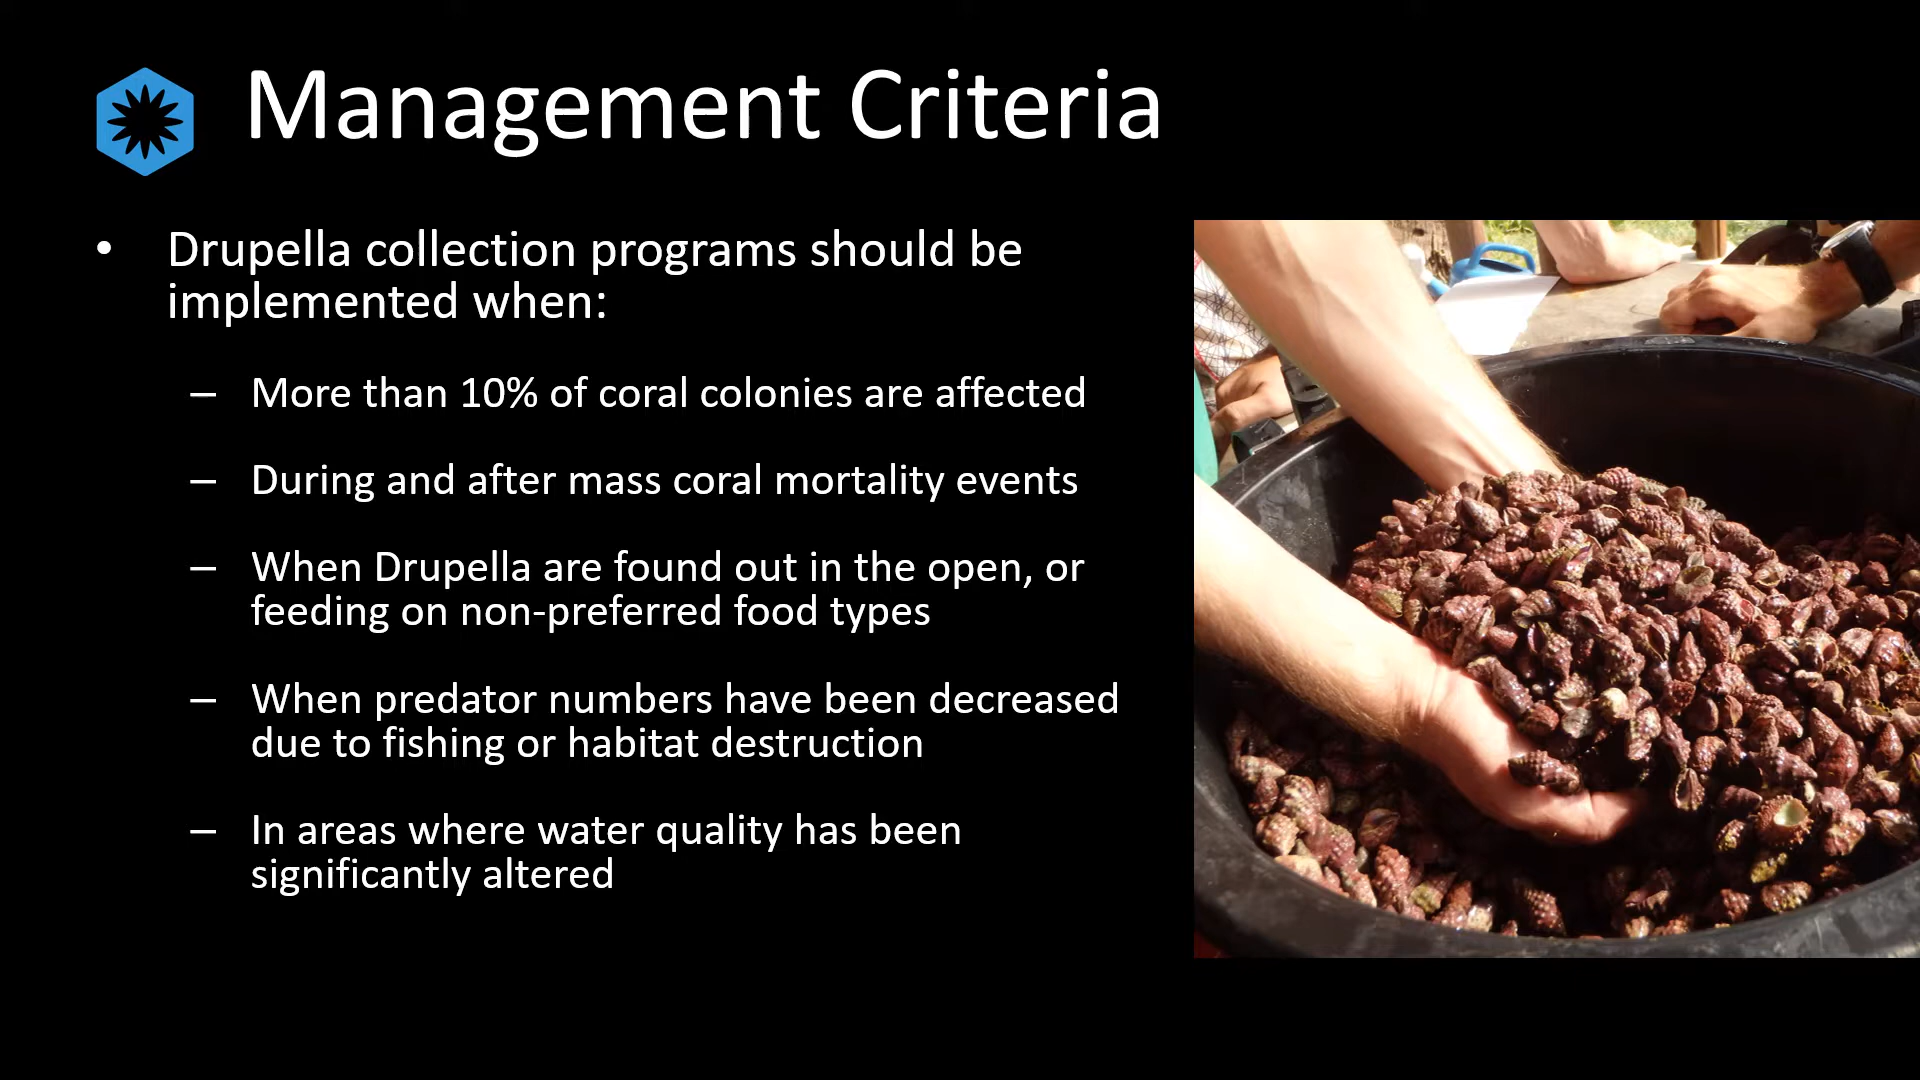 Management Criteria
• Drupella collection programs should be
implemented when:
– More than 10% of coral colonies are affected
– During and after mass coral mortality events
– When Drupella are found out in the open, or
feeding on non-preferred food types
– When predator numbers have been decreased
due to fishing or habitat destruction
– In areas where water quality has been
significantly altered